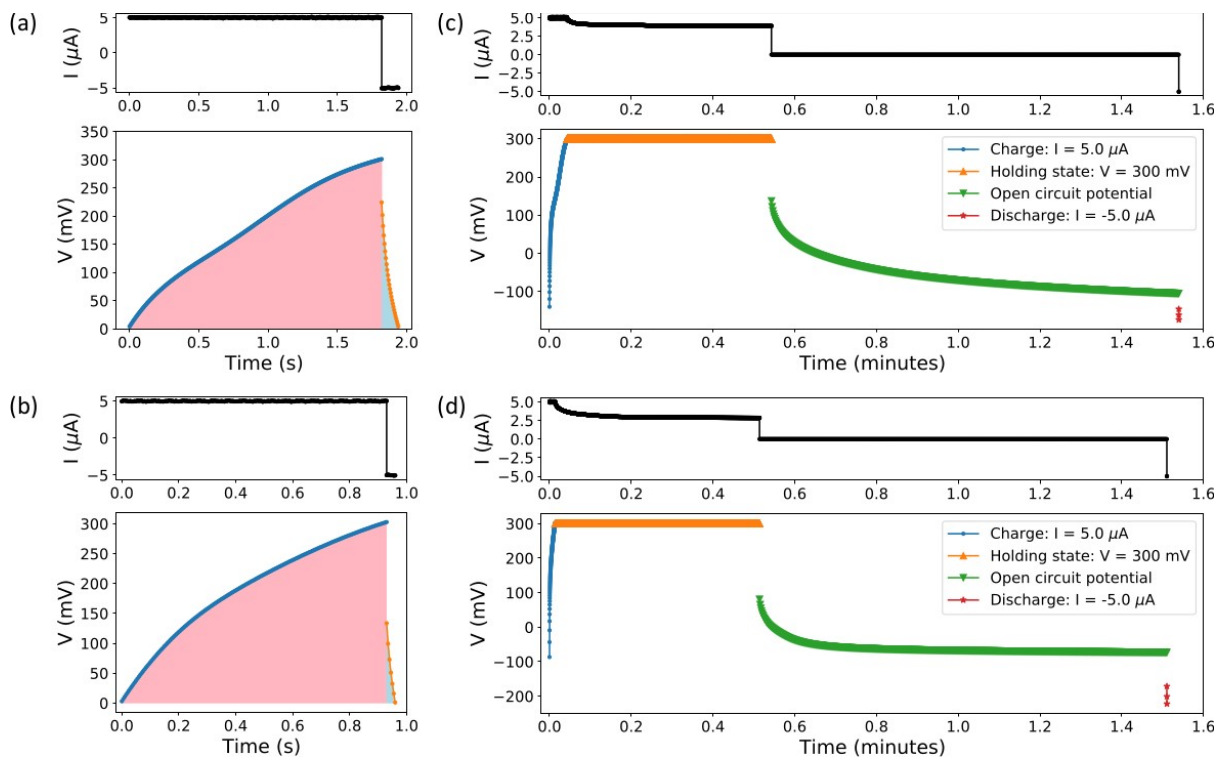 (a)
I (μA)
5
0
−5
0.0 0.5 1.0 1.5 2.0
V (mV)
350
300
250
200
150
100
50
0
0.0 0.5 1.0 1.5 2.0
Time (s)
(c)
I (μA)
5.0
2.5
0.0
−2.5
−5.0
0.0 0.2 0.4 0.6 0.8 1.0 1.2 1.4 1.6
V (mV)
300
200
100
0
−100
Charge: I = 5.0 μA
Holding state: V = 300 mV
Open circuit potential
Discharge: I = -5.0 μA
0.0 0.2 0.4 0.6 0.8 1.0 1.2 1.4 1.6
Time (minutes)
(b)
I (μA)
5
0
−5
0.0 0.2 0.4 0.6 0.8 1.0
V (mV)
300
250
200
150
100
50
0
0.0 0.2 0.4 0.6 0.8 1.0
Time (s)
(d)
I (μA)
5.0
2.5
0.0
−2.5
−5.0
0.0 0.2 0.4 0.6 0.8 1.0 1.2 1.4 1.6
V (mV)
300
200
100
0
−100
−200
Charge: I = 5.0 μA
Holding state: V = 300 mV
Open circuit potential
Discharge: I = -5.0 μA
0.0 0.2 0.4 0.6 0.8 1.0 1.2 1.4 1.6
Time (minutes)